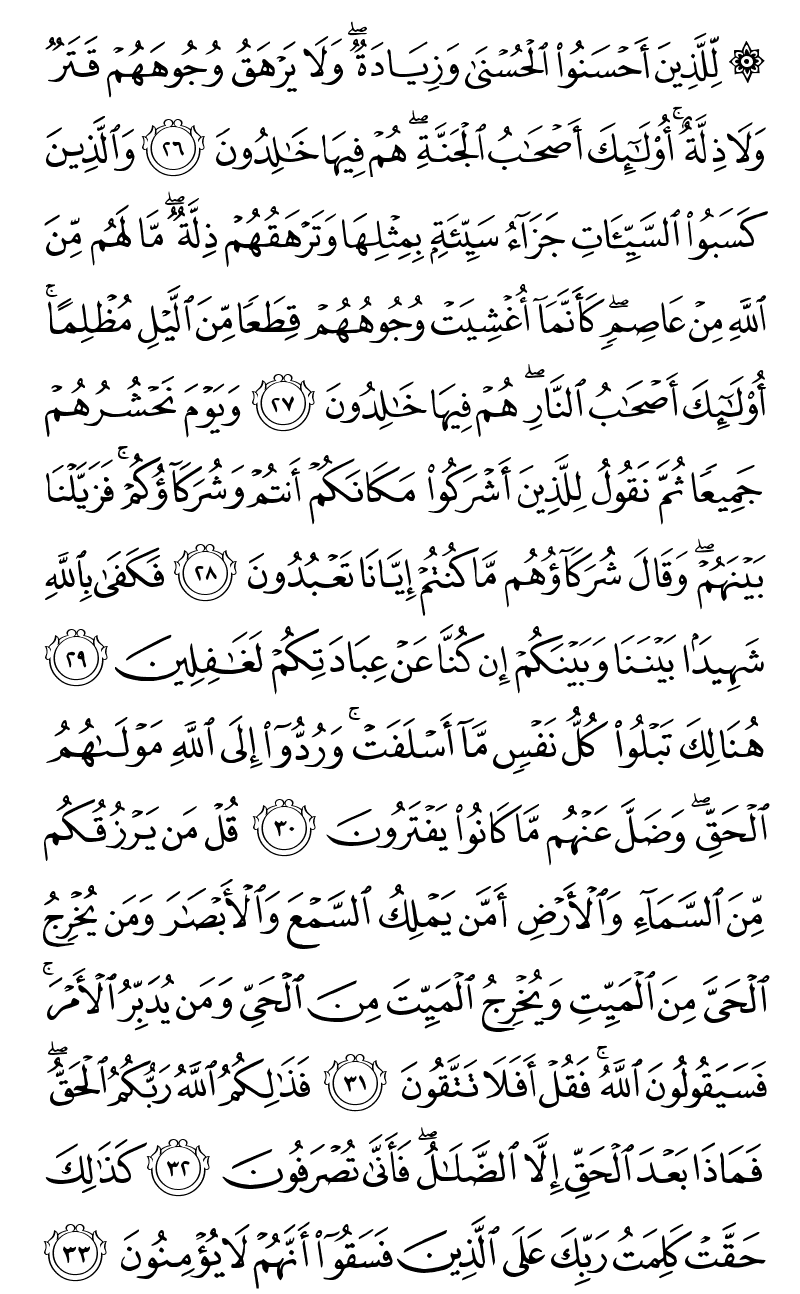 ۞ لِّلَّذِينَ أَحْسَنُوا۟ ٱلْحُسْنَىٰ وَزِيَادَةٌۭ ۖ وَلَا يَرْهَقُ وُجُوهَهُمْ قَتَرٌۭ
وَلَا ذِلَّةٌ ۚ أُو۟لَـٰٓئِكَ أَصْحَـٰبُ ٱلْجَنَّةِ ۖ هُمْ فِيهَا خَـٰلِدُونَ ٢٦ وَٱلَّذِينَ
كَسَبُوا۟ ٱلسَّيِّـَٔاتِ جَزَآءُ سَيِّئَةٍۭ بِمِثْلِهَا وَتَرْهَقُهُمْ ذِلَّةٌۭ ۖ مَّا لَهُم مِّنَ
ٱللَّهِ مِنْ عَاصِمٍۢ ۖ كَأَنَّمَآ أُغْشِيَتْ وُجُوهُهُمْ قِطَعًۭا مِّنَ ٱلَّيْلِ مُظْلِمًا ۚ
أُو۟لَـٰٓئِكَ أَصْحَـٰبُ ٱلنَّارِ ۖ هُمْ فِيهَا خَـٰلِدُونَ ٢٧ وَيَوْمَ نَحْشُرُهُمْ
جَمِيعًۭا ثُمَّ نَقُولُ لِلَّذِينَ أَشْرَكُوا۟ مَكَانَكُمْ أَنتُمْ وَشُرَكَآؤُكُمْ ۚ فَزَيَّلْنَا
بَيْنَهُمْ ۖ وَقَالَ شُرَكَآؤُهُم مَّا كُنتُمْ إِيَّانَا تَعْبُدُونَ ٢٨ فَكَفَىٰ بِٱللَّهِ
شَهِيدًۢا بَيْنَنَا وَبَيْنَكُمْ إِن كُنَّا عَنْ عِبَادَتِكُمْ لَغَـٰفِلِينَ ٢٩
هُنَالِكَ تَبْلُوا۟ كُلُّ نَفْسٍۢ مَّآ أَسْلَفَتْ ۚ وَرُدُّوٓا۟ إِلَى ٱللَّهِ مَوْلَىٰهُمُ
ٱلْحَقِّ ۖ وَضَلَّ عَنْهُم مَّا كَانُوا۟ يَفْتَرُونَ ٣٠ قُلْ مَن يَرْزُقُكُم
مِّنَ ٱلسَّمَآءِ وَٱلْأَرْضِ أَمَّن يَمْلِكُ ٱلسَّمْعَ وَٱلْأَبْصَـٰرَ وَمَن يُخْرِجُ
ٱلْحَىَّ مِنَ ٱلْمَيِّتِ وَيُخْرِجُ ٱلْمَيِّتَ مِنَ ٱلْحَىِّ وَمَن يُدَبِّرُ ٱلْأَمْرَ ۚ
فَسَيَقُولُونَ ٱللَّهُ ۚ فَقُلْ أَفَلَا تَتَّقُونَ ٣١ فَذَٰلِكُمُ ٱللَّهُ رَبُّكُمُ ٱلْحَقُّ ۖ
فَمَاذَا بَعْدَ ٱلْحَقِّ إِلَّا ٱلضَّلَـٰلُ ۖ فَأَنَّىٰ تُصْرَفُونَ ٣٢ كَذَٰلِكَ
حَقَّتْ كَلِمَتُ رَبِّكَ عَلَى ٱلَّذِينَ فَسَقُوٓا۟ أَنَّهُمْ لَا يُؤْمِنُونَ ٣٣